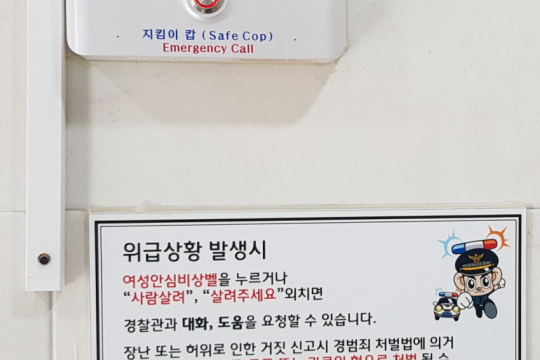 지킴이 캅 (Safe Cop)
Emergency Call
위급상황 발생시
여성안심비상벨을 누르거나
“사람살려”, “살려주세요”외치면
경찰관과 대화, 도움을 요청할 수 있습니다.
장난 또는 허위로 인한 거짓 신고시 경범죄 처벌법에 의거